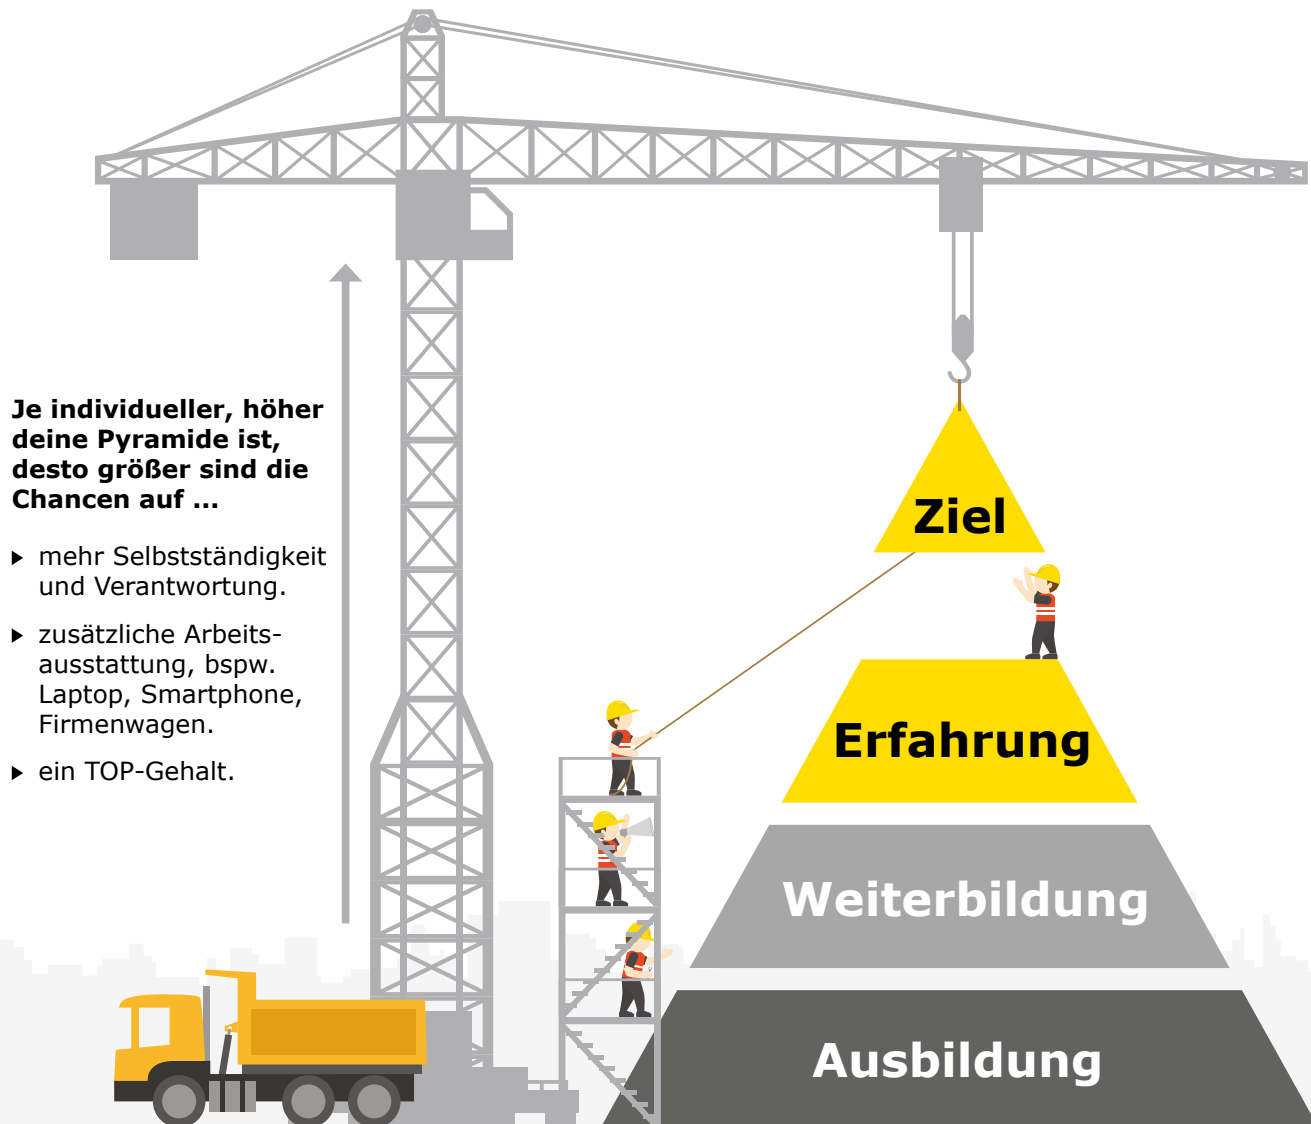 Je individueller, höher
deine Pyramide ist,
desto größer sind die
Chancen auf ...
▶ mehr Selbstständigkeit
und Verantwortung.
▶ zusätzliche Arbeits-
ausstattung, bspw.
Laptop, Smartphone,
Firmenwagen.
▶ ein TOP-Gehalt.
Ziel
Erfahrung
Weiterbildung
Ausbildung